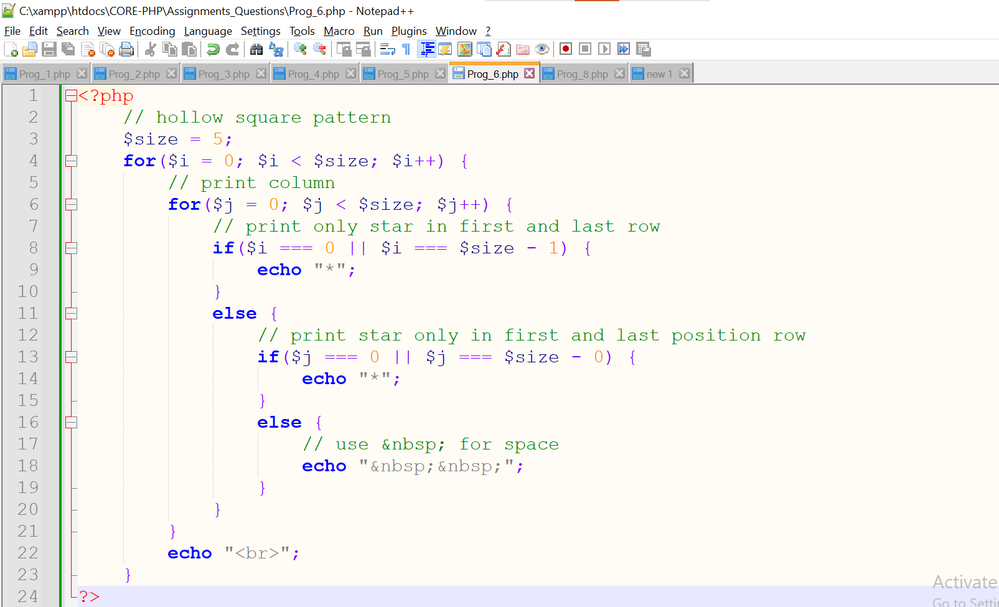 C:\xampp\htdocs\CORE-PHP\Assignments_Questions\Prog_6.php - Notepad++
File Edit Search View Encoding Language Settings Tools Macro Run Plugins Window ?
Prog_1.php Prog_2.php Prog_3.php Prog_4.php Prog_5.php Prog_6.php Prog_8.php new 1
1 <?php
2     // hollow square pattern
3     $size = 5;
4     for($i = 0; $i < $size; $i++) {
5         // print column
6         for($j = 0; $j < $size; $j++) {
7             // print only star in first and last row
8             if($i === 0 || $i === $size - 1) {
9                 echo "*";
10             }
11             else {
12                 // print star only in first and last position row
13                 if($j === 0 || $j === $size - 0) {
14                     echo "*";
15                 }
16                 else {
17                     // use &nbsp; for space
18                     echo "&nbsp;&nbsp;";
19                 }
20             }
21         }
22         echo "<br>";
23     }
24 ?>
Activate
Go to Setti